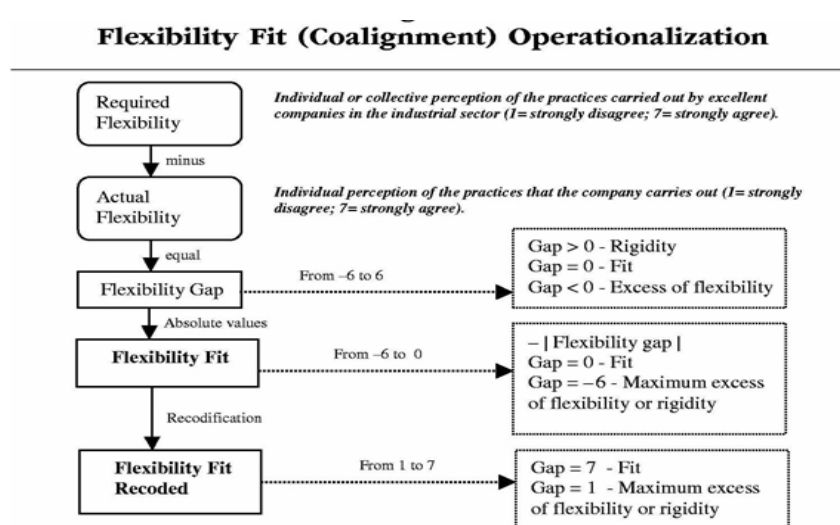 Flexibility Fit (Coalignment) Operationalization
Required
Flexibility
Individual or collective perception of the practices carried out by excellent
companies in the industrial sector (1= strongly disagree; 7= strongly agree).
minus
Actual
Flexibility
Individual perception of the practices that the company carries out (1= strongly
disagree; 7= strongly agree).
equal
Flexibility Gap
From –6 to 6
Gap > 0 - Rigidity
Gap = 0 - Fit
Gap < 0 - Excess of flexibility
Absolute values
Flexibility Fit
From –6 to 0
– | Flexibility gap |
Gap = 0 - Fit
Gap = –6 - Maximum excess
of flexibility or rigidity
Recodification
Flexibility Fit
Recoded
From 1 to 7
Gap = 7 - Fit
Gap = 1 - Maximum excess
of flexibility or rigidity